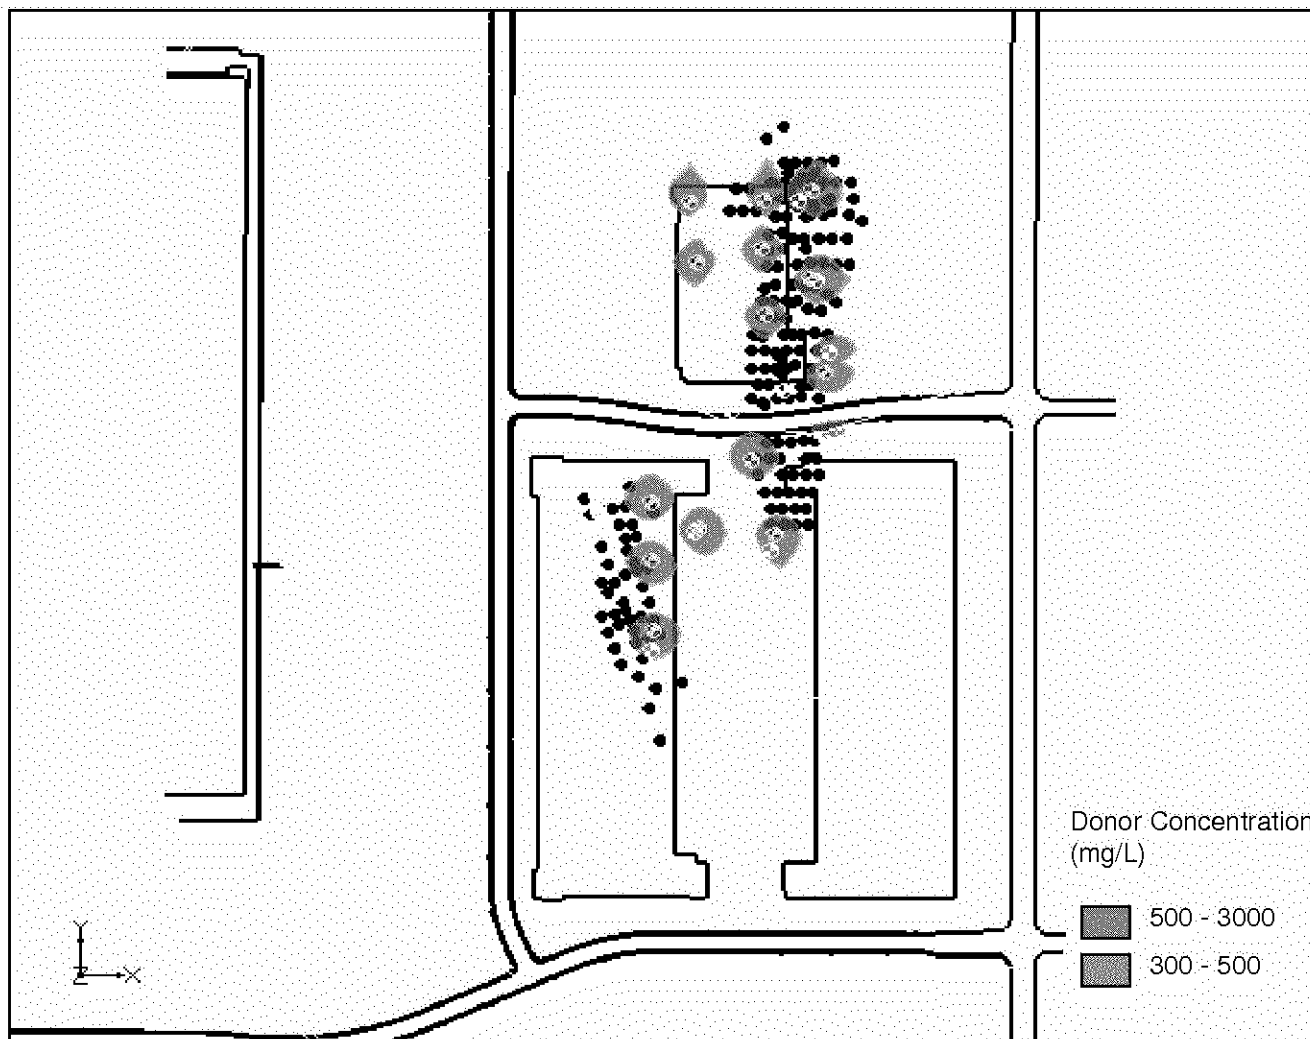 Donor Concentration
(mg/L)
500 - 3000
300 - 500
Y
Z
X